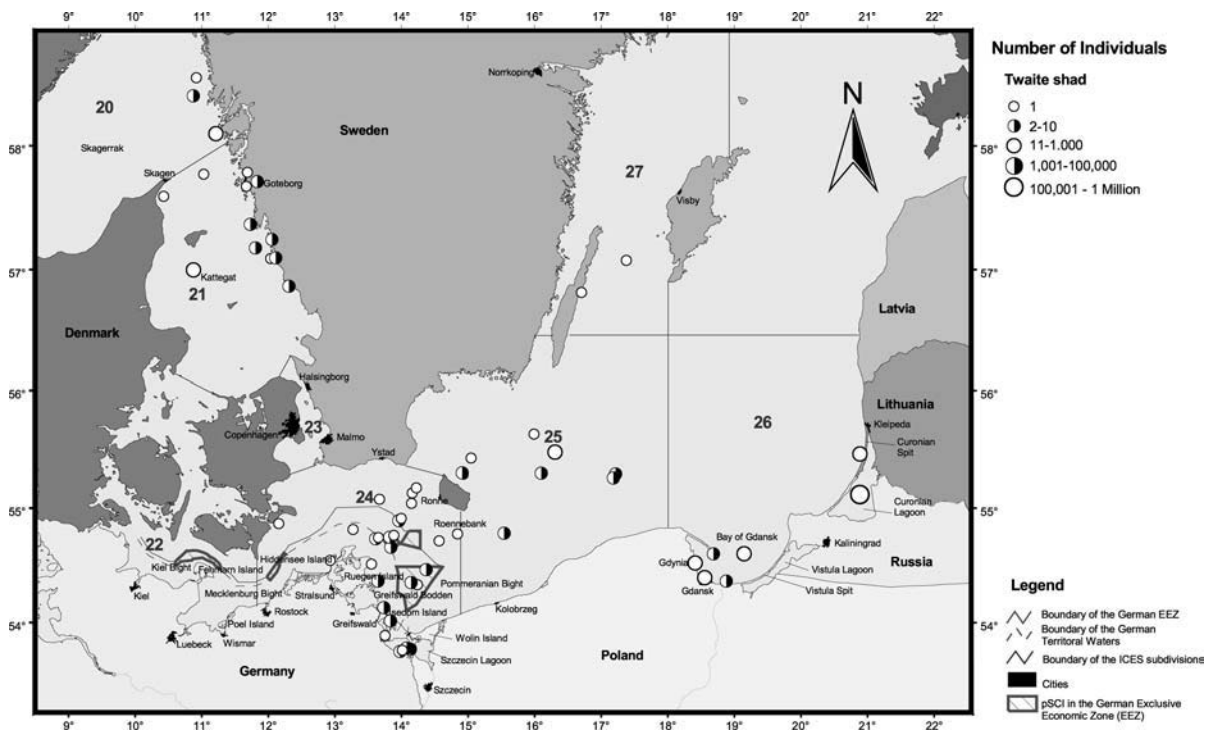 9° 10° 11° 12° 13° 14° 15° 16° 17° 18° 19° 20° 21° 22°
Number of Individuals
Twaite shad
1
2-10
11-1.000
1,001-100,000
100,001 - 1 Million
N
Norrkoping
20
Sweden
Skagerrak
58°
58°
27
Skagen
Goteborg
Visby
57°
57°
Kattegat
21
Latvia
Denmark
56°
56°
Halsingborg
Lithuania
Kleipeda
Copenhagen
23
Malmo
25
26
Curonian
Spit
Ystad
24
Ronne
Curonian
Lagoon
55°
55°
Roennebank
22
Kiel Bight
Fehmarn Island
Hiddensee Island
Bay of Gdansk
Kaliningrad
Russia
Gdynia
Ruegen Island
Pommeranian Bight
Vistula Lagoon
Mecklenburg Bight
Stralsund
Greifswald Bodden
Gdansk
Vistula Spit
Kiel
Rostock
Usedom Island
Kolobrzeg
54°
54°
Poel Island
Greifswald
Wolin Island
Luebeck
Wismar
Szczecin Lagoon
Poland
Germany
Szczecin
9° 10° 11° 12° 13° 14° 15° 16° 17° 18° 19° 20° 21° 22°
Legend
Boundary of the German EEZ
Boundary of the German
Territoral Waters
Boundary of the ICES subdivisions
Cities
pSCI in the German Exclusive
Economic Zone (EEZ)